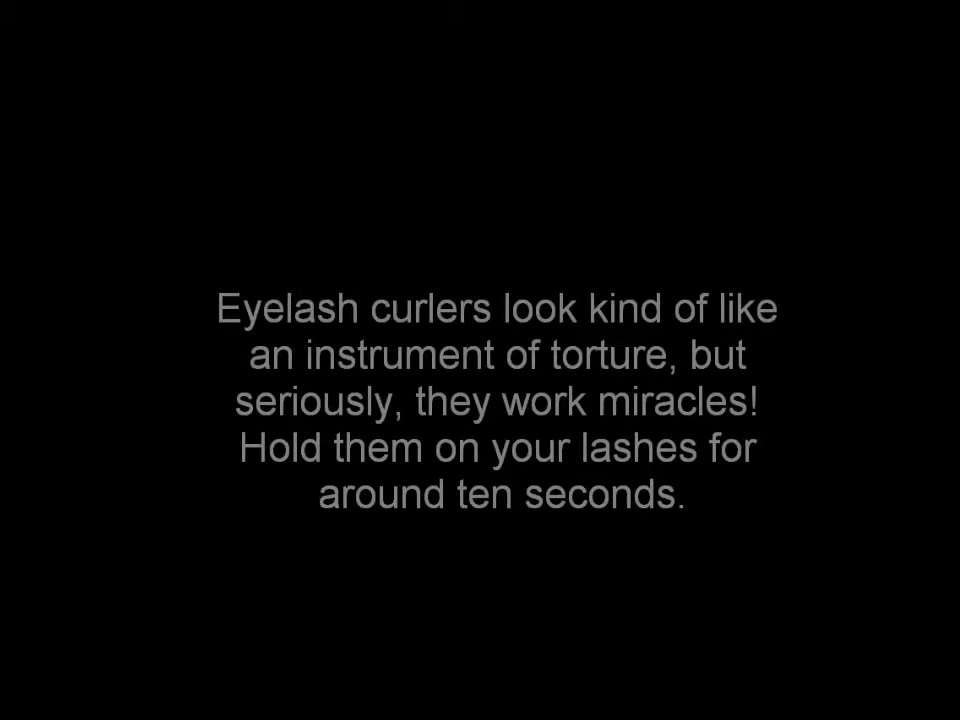 Eyelash curlers look kind of like
an instrument of torture, but
seriously, they work miracles!
Hold them on your lashes for
around ten seconds.